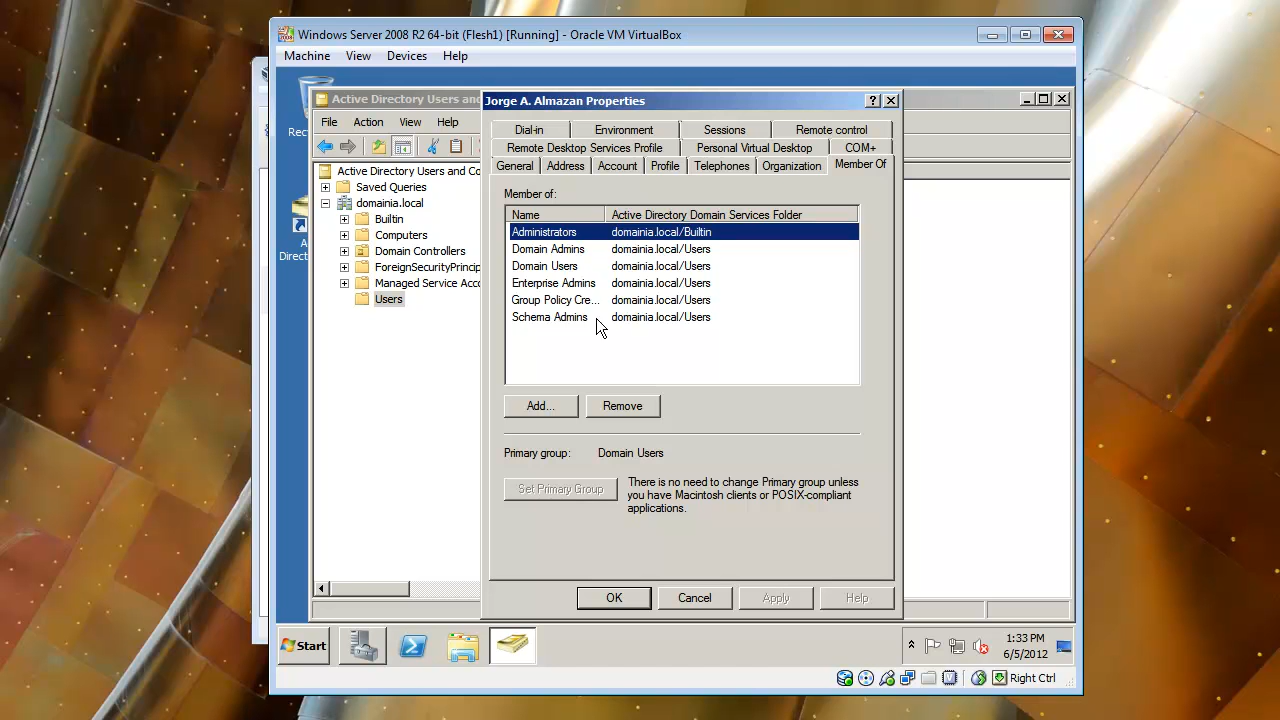 Windows Server 2008 R2 64-bit (Flesh1) [Running] - Oracle VM VirtualBox
Machine View Devices Help
Active Directory Users and
Jorge A. Almazan Properties
File Action View Help
Dial-in Environment Sessions Remote control
Remote Desktop Services Profile Personal Virtual Desktop COM+
General Address Account Profile Telephones Organization Member Of
Active Directory Users and Co
Saved Queries
domainia.local
Builtin
Computers
Domain Controllers
ForeignSecurityPrincip
Managed Service Acc
Users
Member of:
Name Active Directory Domain Services Folder
Administrators domainia.local/Builtin
Domain Admins domainia.local/Users
Domain Users domainia.local/Users
Enterprise Admins domainia.local/Users
Group Policy Cre... domainia.local/Users
Schema Admins domainia.local/Users
Add... Remove
Primary group: Domain Users
Set Primary Group
There is no need to change Primary group unless
you have Macintosh clients or POSIX-compliant
applications.
OK Cancel Apply Help
Recy
A
Direct
Start
1:33 PM
6/5/2012
Right Ctrl